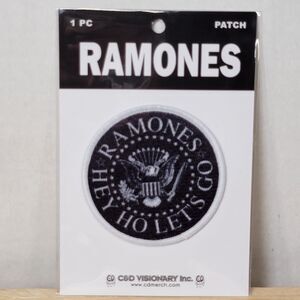 1 PC PATCH
RAMONES
RAMONES
HEY HO LET'S GO
C&D VISIONARY Inc.
www.cdmerch.com